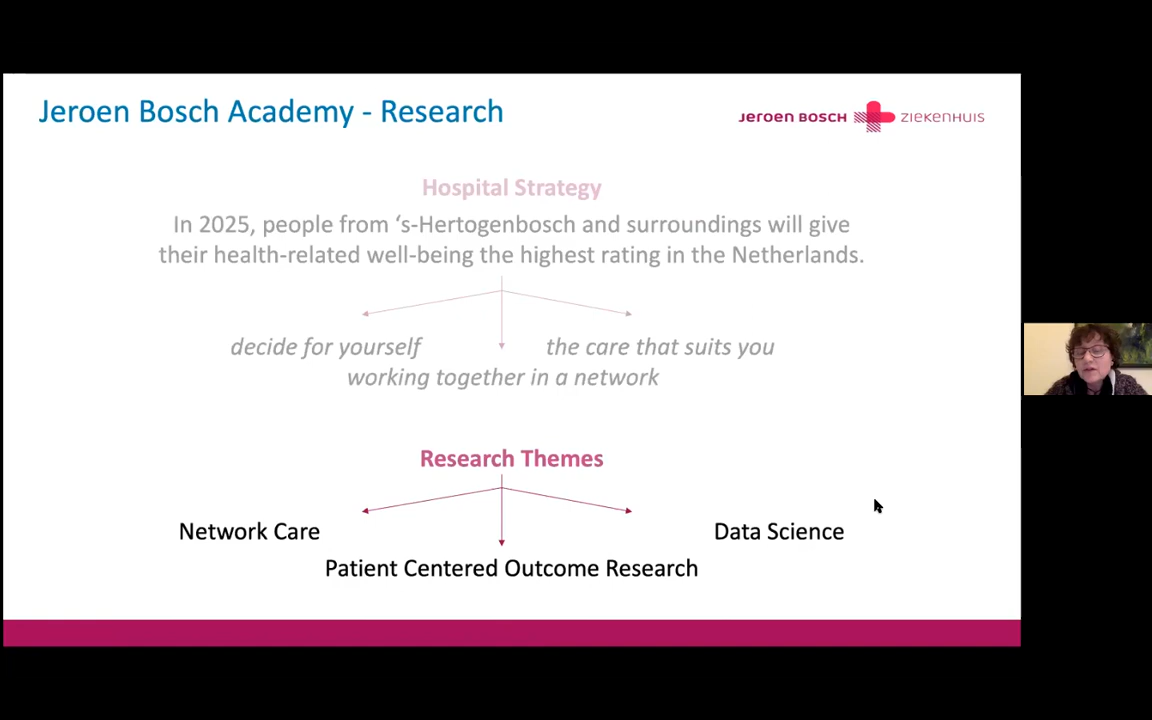 Jeroen Bosch Academy - Research
JEROEN BOSCH ZIEKENHUIS
Hospital Strategy
In 2025, people from ‘s-Hertogenbosch and surroundings will give
their health-related well-being the highest rating in the Netherlands.
decide for yourself
the care that suits you
working together in a network
Research Themes
Network Care
Data Science
Patient Centered Outcome Research